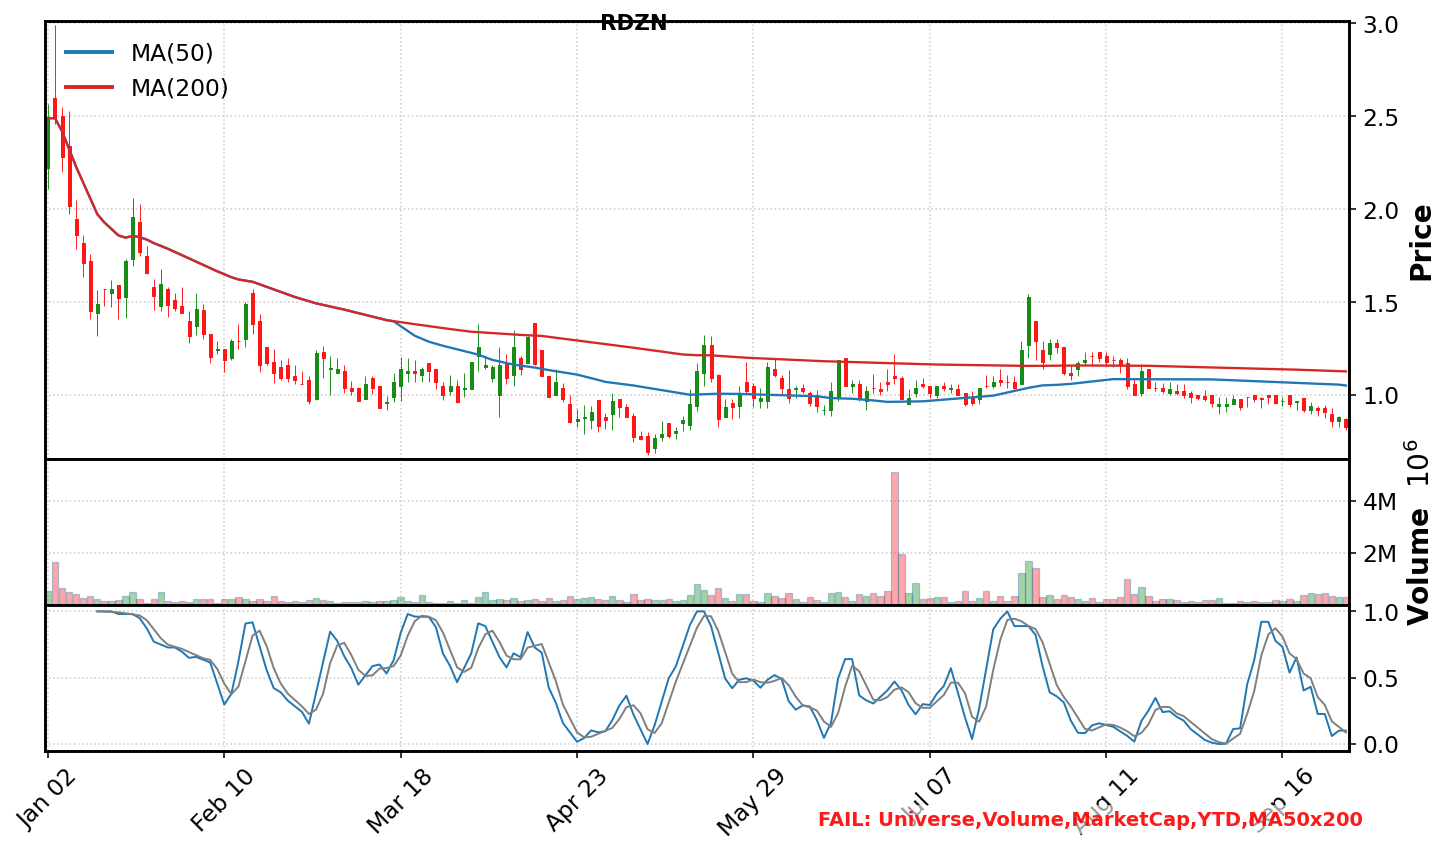 RDZN
MA(50)
MA(200)
3.0
2.5
2.0
1.5
1.0
Price
4M
2M
Volume 10⁶
1.0
0.5
0.0
Jan 02
Feb 10
Mar 18
Apr 23
May 29
Jul 07
Aug 11
Sep 16
FAIL: Universe,Volume,MarketCap,YTD,MA50x200